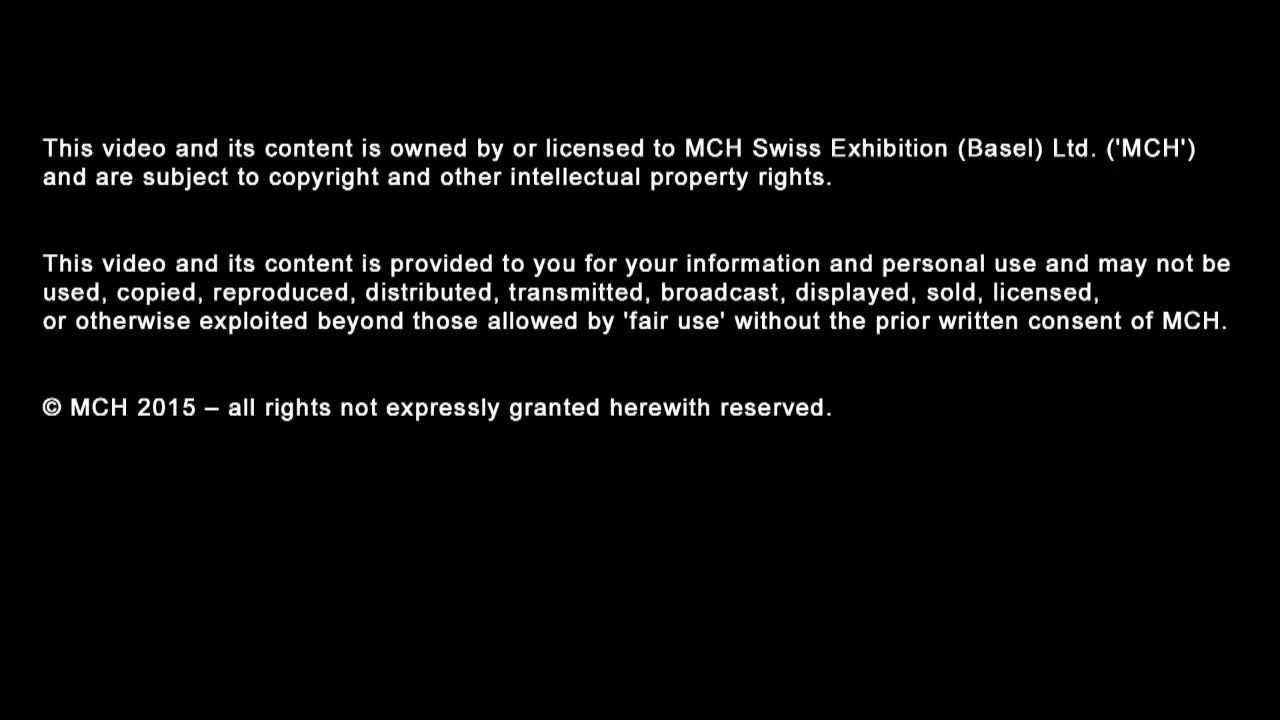 This video and its content is owned by or licensed to MCH Swiss Exhibition (Basel) Ltd. ('MCH')
and are subject to copyright and other intellectual property rights.
This video and its content is provided to you for your information and personal use and may not be
used, copied, reproduced, distributed, transmitted, broadcast, displayed, sold, licensed,
or otherwise exploited beyond those allowed by 'fair use' without the prior written consent of MCH.
© MCH 2015 – all rights not expressly granted herewith reserved.